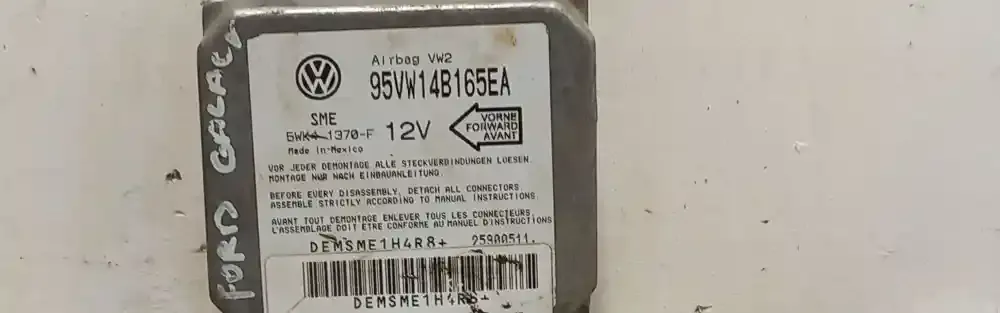 FORD GALAXY
VW
Airbag VW2
95VW14B165EA
SME
5WK4 1370-F 12V
VORNE
FORWARD
AVANT
Made in Mexico
VOR JEDER DEMONTAGE ALLE STECKVERBINDUNGEN LOESEN.
MONTAGE NUR NACH EINBAUANLEITUNG.
BEFORE EVERY DISASSEMBLY, DETACH ALL CONNECTORS.
ASSEMBLE STRICTLY ACCORDING TO MANUAL INSTRUCTIONS.
AVANT TOUT DEMONTAGE ENLEVER TOUS LES CONNECTEURS.
L'ASSEMBLAGE DOIT ETRE CONFORME AU MANUEL D'INSTRUCTIONS
DEMSME1H4R8+ 25900511.
DEMSME1H4R8+